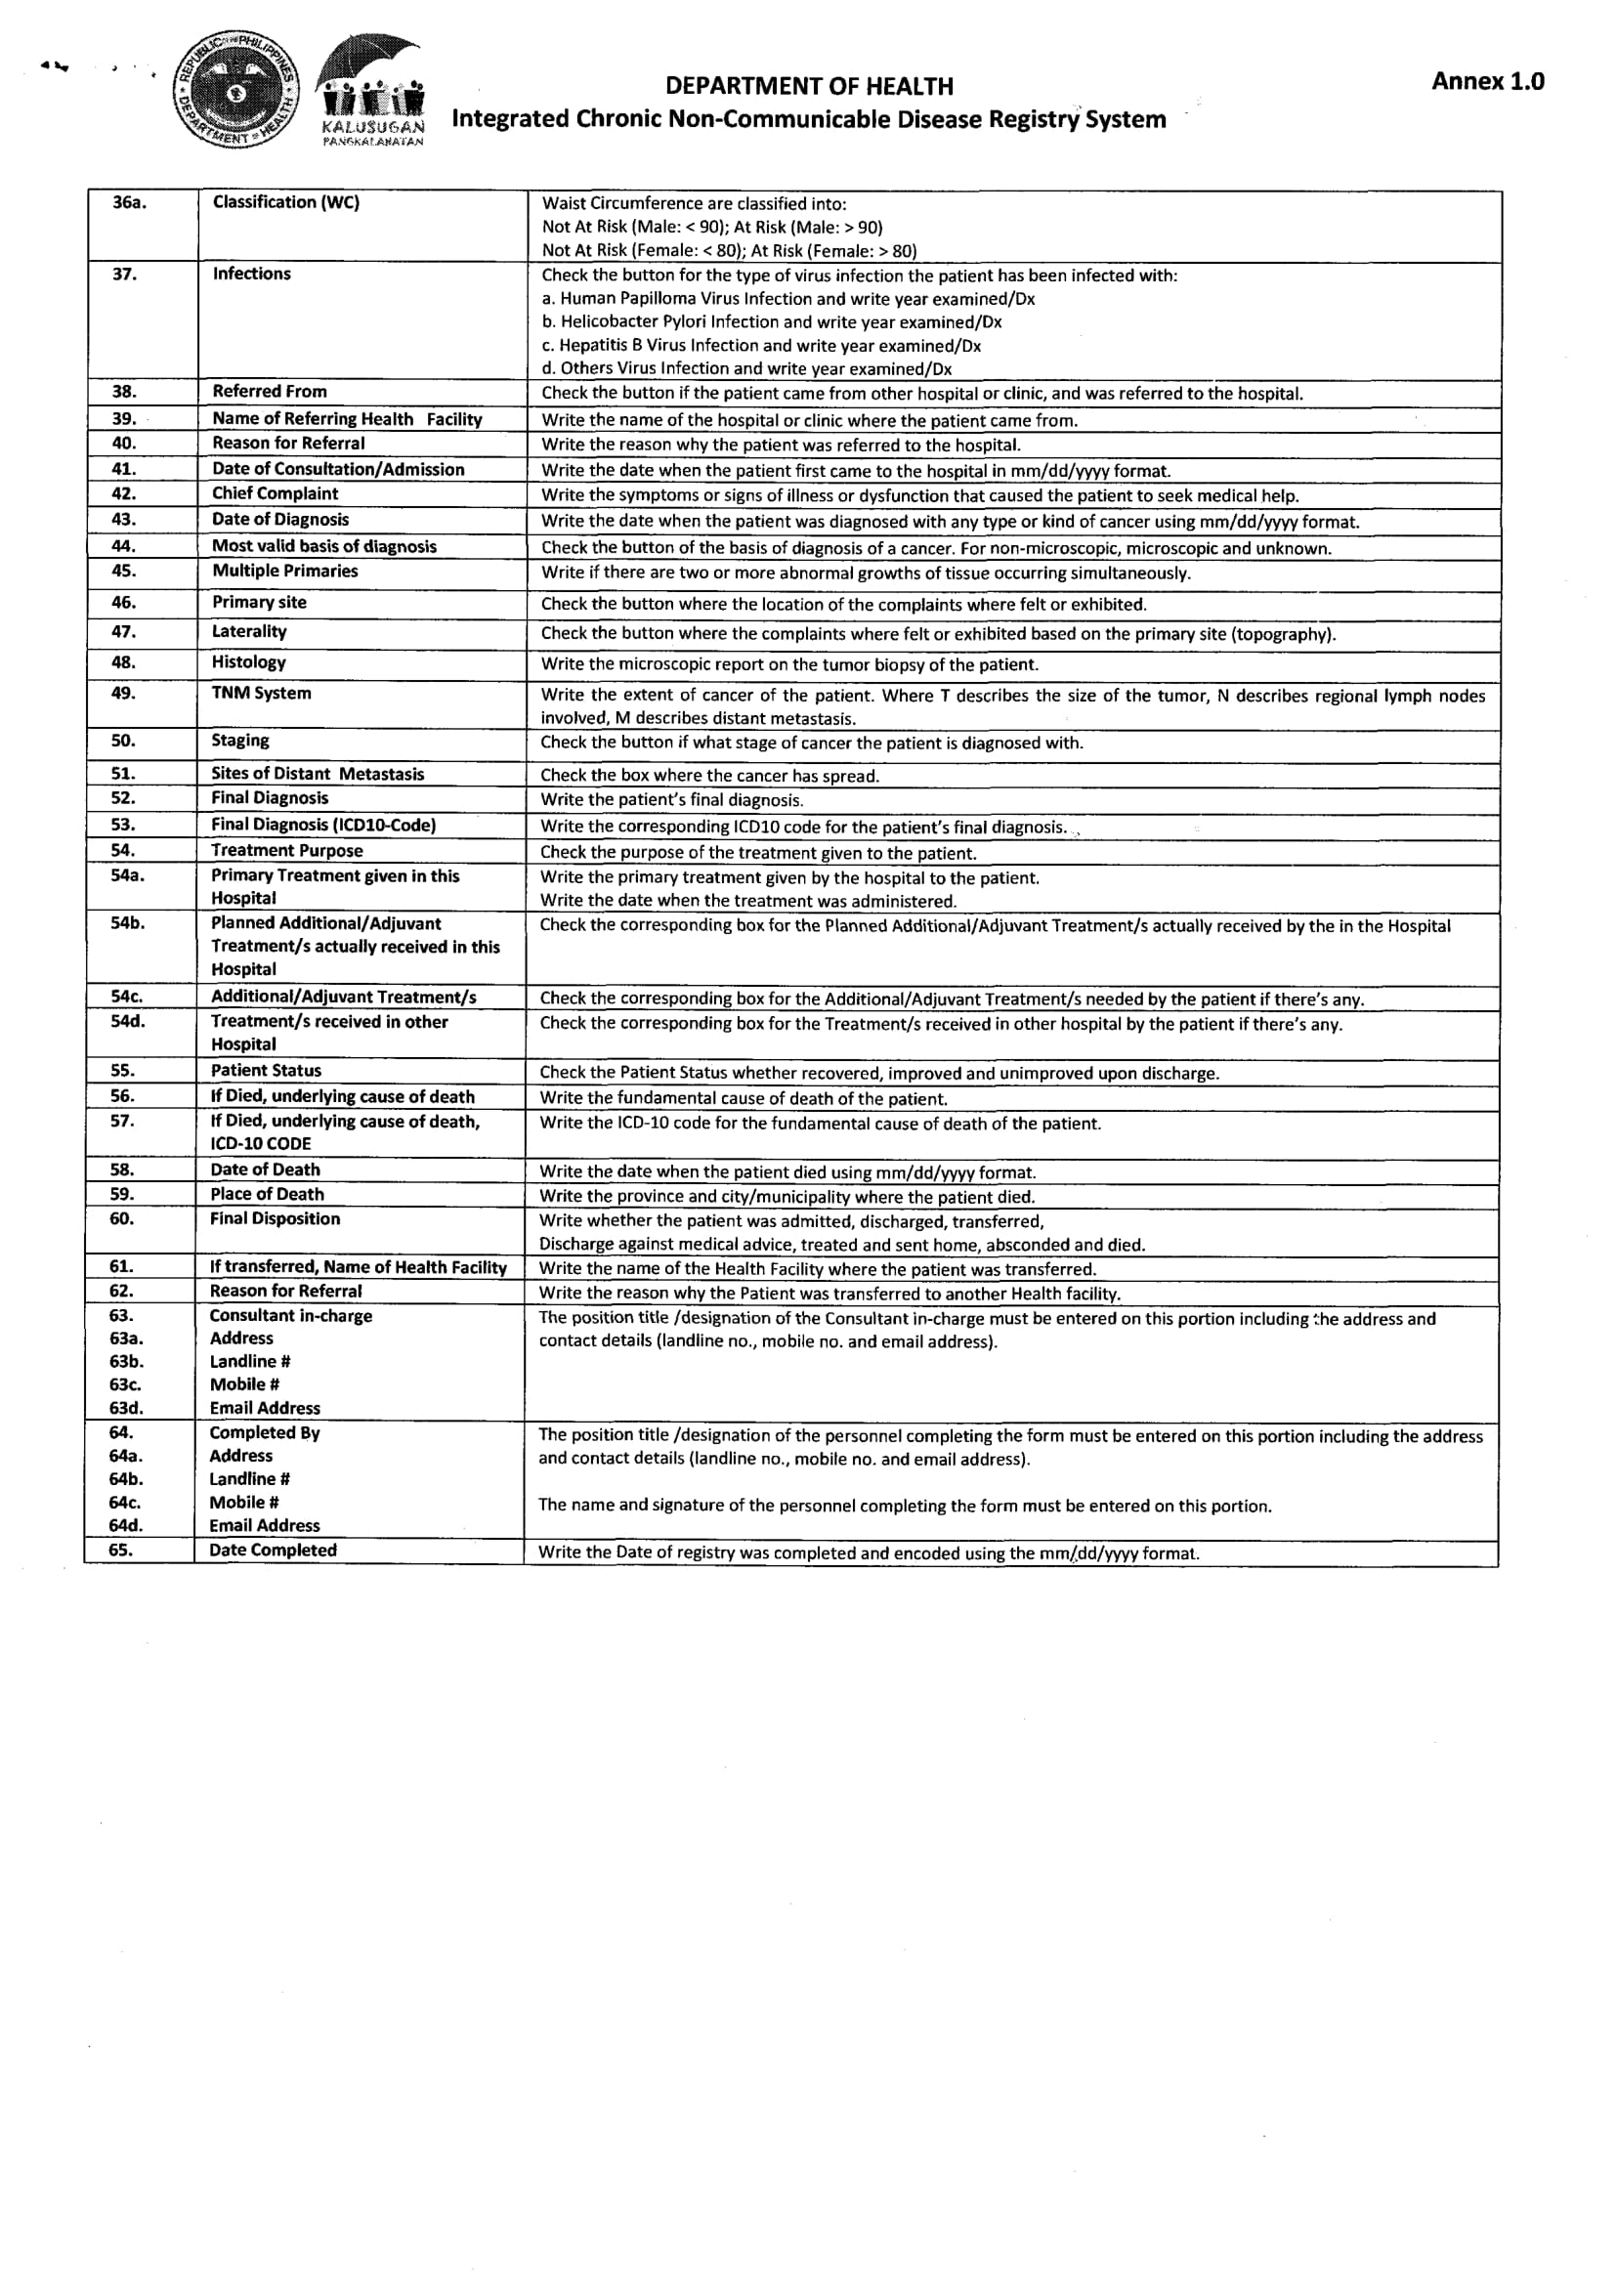 REPUBLIC OF THE PHILIPPINES
DEPARTMENT OF HEALTH
KALUSUGAN
PANGKALAHATAN
DEPARTMENT OF HEALTH
Integrated Chronic Non-Communicable Disease Registry System
Annex 1.0
36a. Classification (WC) Waist Circumference are classified into:
Not At Risk (Male: < 90); At Risk (Male: > 90)
Not At Risk (Female: < 80); At Risk (Female: > 80)
37. Infections Check the button for the type of virus infection the patient has been infected with:
a. Human Papilloma Virus Infection and write year examined/Dx
b. Helicobacter Pylori Infection and write year examined/Dx
c. Hepatitis B Virus Infection and write year examined/Dx
d. Others Virus Infection and write year examined/Dx
38. Referred From Check the button if the patient came from other hospital or clinic, and was referred to the hospital.
39. Name of Referring Health Facility Write the name of the hospital or clinic where the patient came from.
40. Reason for Referral Write the reason why the patient was referred to the hospital.
41. Date of Consultation/Admission Write the date when the patient first came to the hospital in mm/dd/yyyy format.
42. Chief Complaint Write the symptoms or signs of illness or dysfunction that caused the patient to seek medical help.
43. Date of Diagnosis Write the date when the patient was diagnosed with any type or kind of cancer using mm/dd/yyyy format.
44. Most valid basis of diagnosis Check the button of the basis of diagnosis of a cancer. For non-microscopic, microscopic and unknown.
45. Multiple Primaries Write if there are two or more abnormal growths of tissue occurring simultaneously.
46. Primary site Check the button where the location of the complaints where felt or exhibited.
47. Laterality Check the button where the complaints where felt or exhibited based on the primary site (topography).
48. Histology Write the microscopic report on the tumor biopsy of the patient.
49. TNM System Write the extent of cancer of the patient. Where T describes the size of the tumor, N describes regional lymph nodes
involved, M describes distant metastasis.
50. Staging Check the button if what stage of cancer the patient is diagnosed with.
51. Sites of Distant Metastasis Check the box where the cancer has spread.
52. Final Diagnosis Write the patient's final diagnosis.
53. Final Diagnosis (ICD10-Code) Write the corresponding ICD10 code for the patient's final diagnosis.
54. Treatment Purpose Check the purpose of the treatment given to the patient.
54a. Primary Treatment given in this Write the primary treatment given by the hospital to the patient.
Hospital Write the date when the treatment was administered.
54b. Planned Additional/Adjuvant Check the corresponding box for the Planned Additional/Adjuvant Treatment/s actually received by the in the Hospital
Treatment/s actually received in this
Hospital
54c. Additional/Adjuvant Treatment/s Check the corresponding box for the Additional/Adjuvant Treatment/s needed by the patient if there's any.
54d. Treatment/s received in other Check the corresponding box for the Treatment/s received in other hospital by the patient if there's any.
Hospital
55. Patient Status Check the Patient Status whether recovered, improved and unimproved upon discharge.
56. If Died, underlying cause of death Write the fundamental cause of death of the patient.
57. If Died, underlying cause of death, Write the ICD-10 code for the fundamental cause of death of the patient.
ICD-10 CODE
58. Date of Death Write the date when the patient died using mm/dd/yyyy format.
59. Place of Death Write the province and city/municipality where the patient died.
60. Final Disposition Write whether the patient was admitted, discharged, transferred,
Discharge against medical advice, treated and sent home, absconded and died.
61. If transferred, Name of Health Facility Write the name of the Health Facility where the patient was transferred.
62. Reason for Referral Write the reason why the Patient was transferred to another Health facility.
63. Consultant in-charge The position title /designation of the Consultant in-charge must be entered on this portion including the address and
63a. Address contact details (landline no., mobile no. and email address).
63b. Landline #
63c. Mobile #
63d. Email Address
64. Completed By The position title /designation of the personnel completing the form must be entered on this portion including the address
64a. Address and contact details (landline no., mobile no. and email address).
64b. Landline #
64c. Mobile # The name and signature of the personnel completing the form must be entered on this portion.
64d. Email Address
65. Date Completed Write the Date of registry was completed and encoded using the mm/dd/yyyy format.